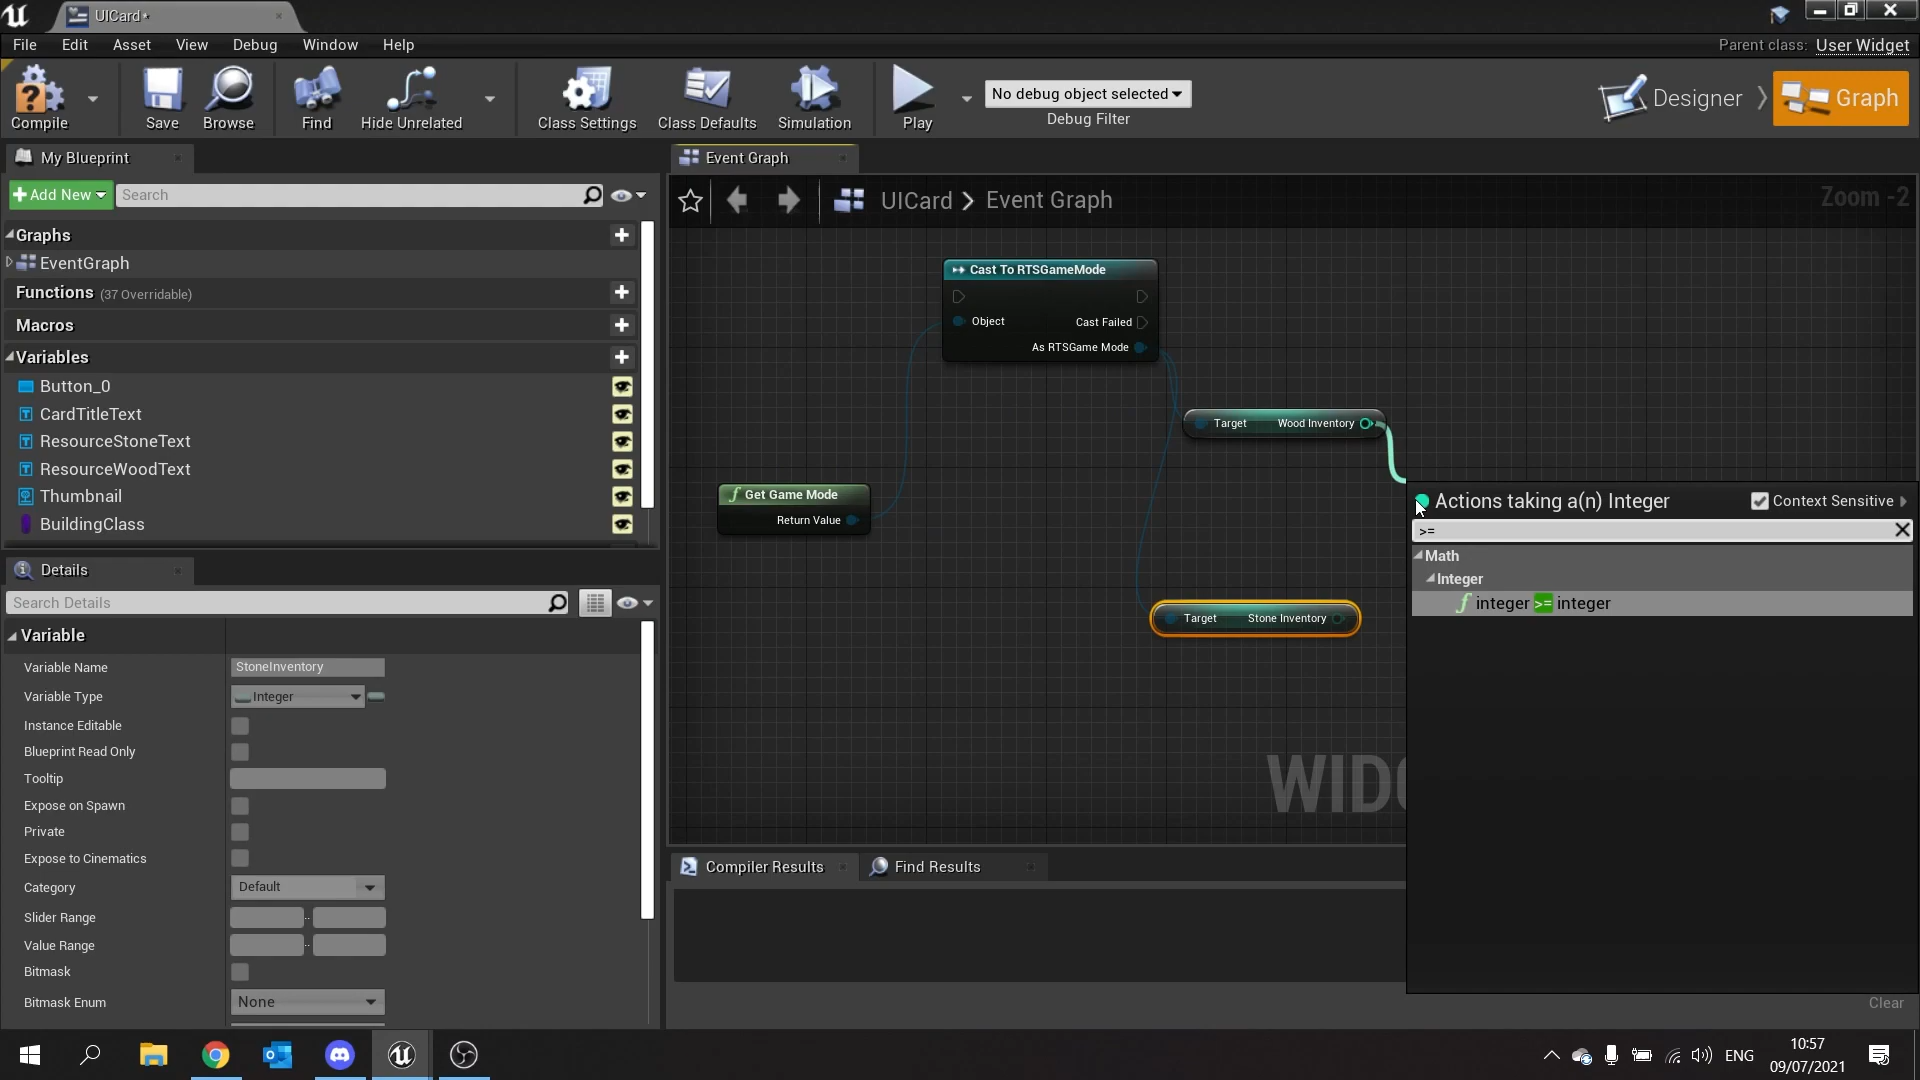 UICard*
File Edit Asset View Debug Window Help
Parent class: User Widget
Compile
Save
Browse
Find
Hide Unrelated
Class Settings
Class Defaults
Simulation
Play
No debug object selected
Debug Filter
Designer
Graph
My Blueprint
Add New
Search
Graphs
EventGraph
Functions (37 Overridable)
Macros
Variables
Button_0
CardTitleText
ResourceStoneText
ResourceWoodText
Thumbnail
BuildingClass
Details
Search Details
Variable
Variable Name StoneInventory
Variable Type Integer
Instance Editable
Blueprint Read Only
Tooltip
Expose on Spawn
Private
Expose to Cinematics
Category Default
Slider Range ..
Value Range ..
Bitmask
Bitmask Enum None
Event Graph
UICard > Event Graph
Zoom -2
Cast To RTSGameMode
Object
Cast Failed
As RTSGame Mode
Target Wood Inventory
f Get Game Mode
Return Value
Target Stone Inventory
WIDG
Actions taking a(n) Integer
Context Sensitive
>=
Math
Integer
f integer >= integer
Compiler Results
Find Results
Clear
ENG
10:57
09/07/2021